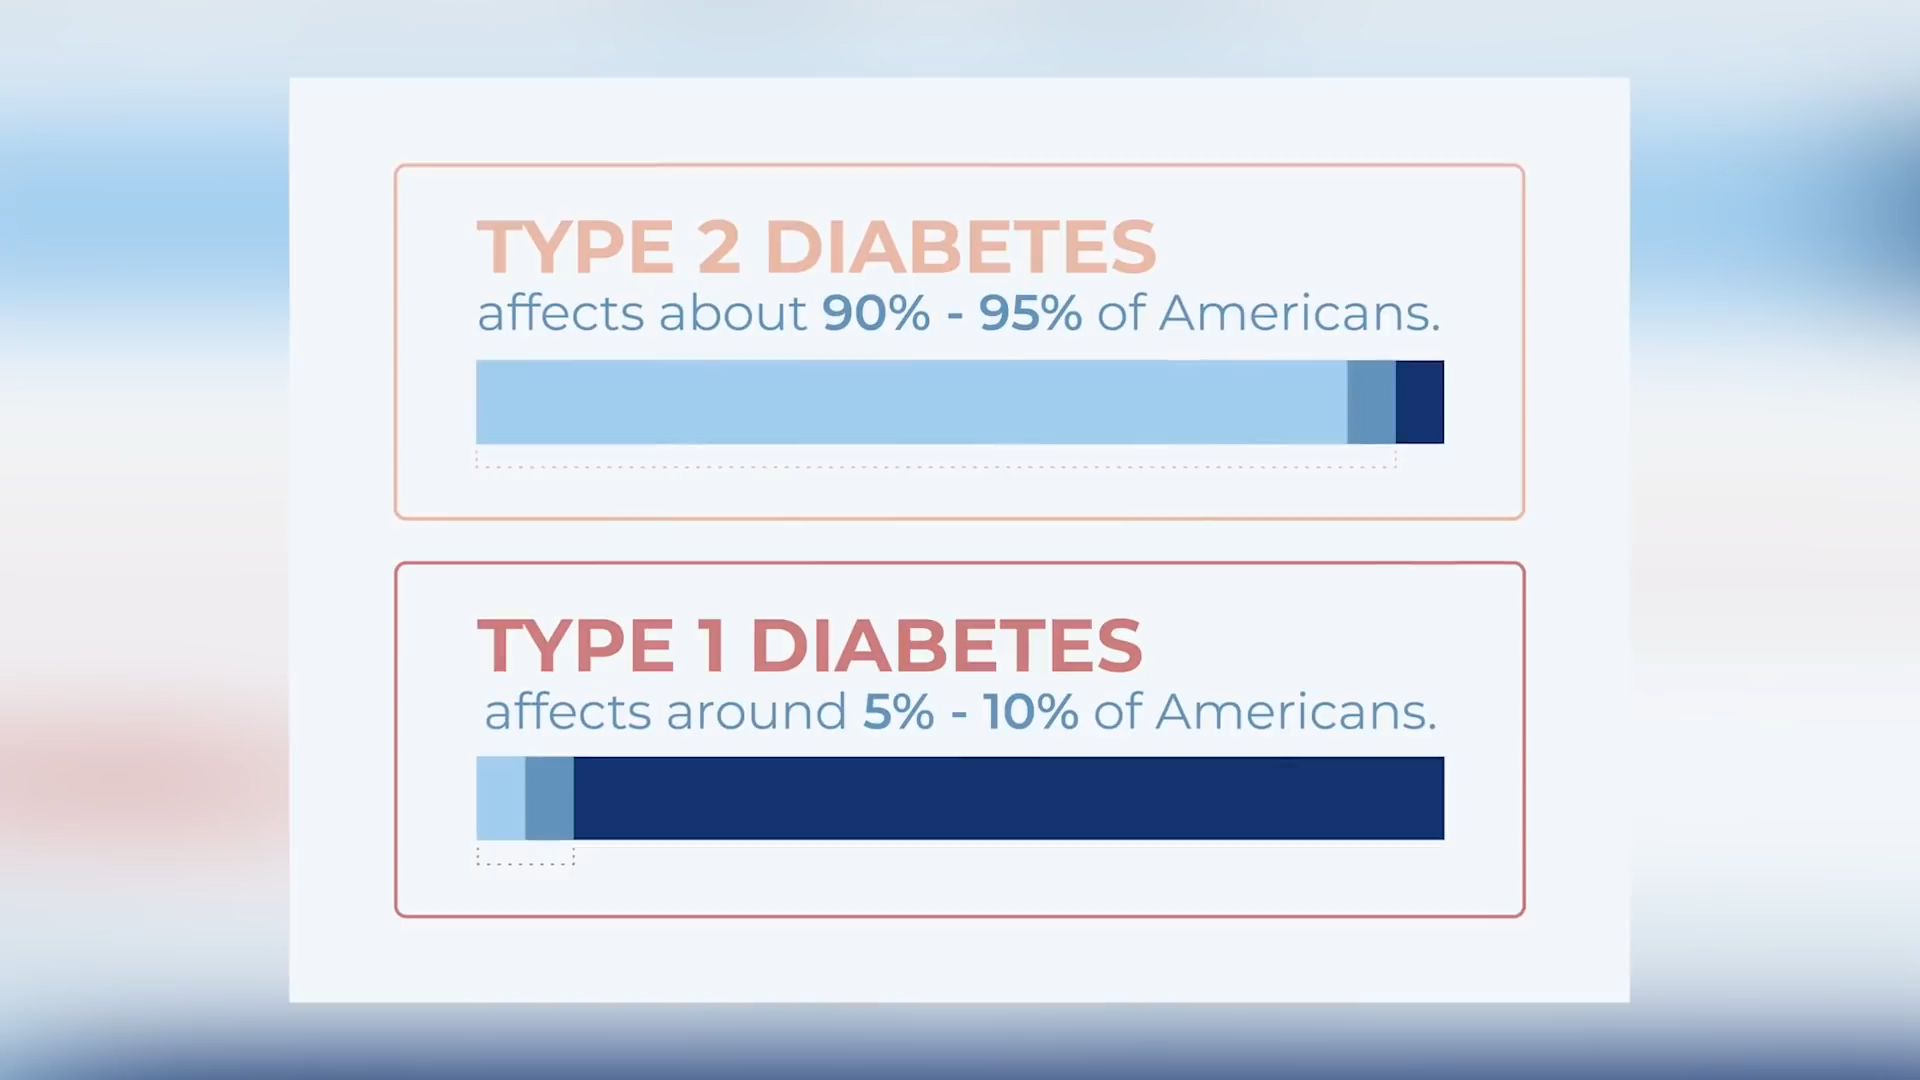 TYPE 2 DIABETES
affects about 90% - 95% of Americans.
TYPE 1 DIABETES
affects around 5% - 10% of Americans.